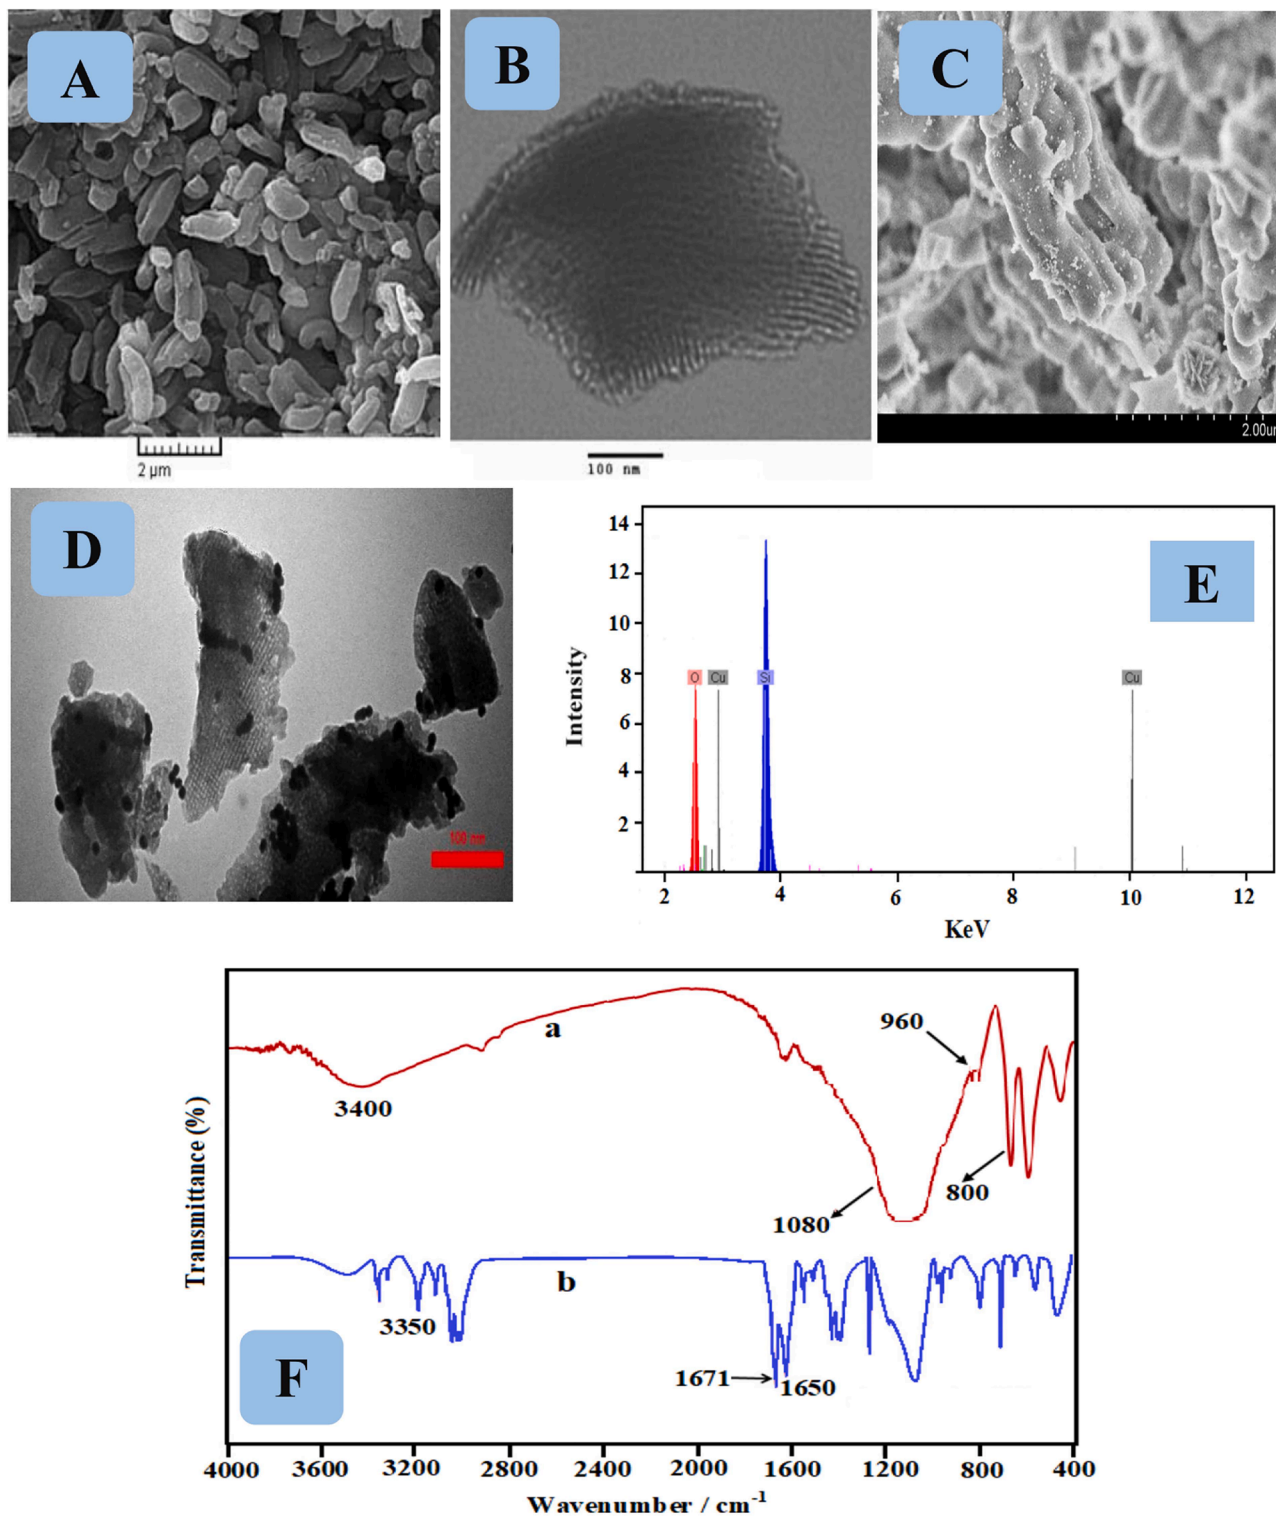 A
B
C
2 μm
100 nm
2.00um
D
100 nm
E
14
12
10
8
6
4
2
Intensity
O
Cu
Si
Cu
2
4
6
8
10
12
KeV
F
a
3400
960
1080
800
b
3350
1671
1650
Transmittance (%)
4000
3600
3200
2800
2400
2000
1600
1200
800
400
Wavenumber / cm⁻¹